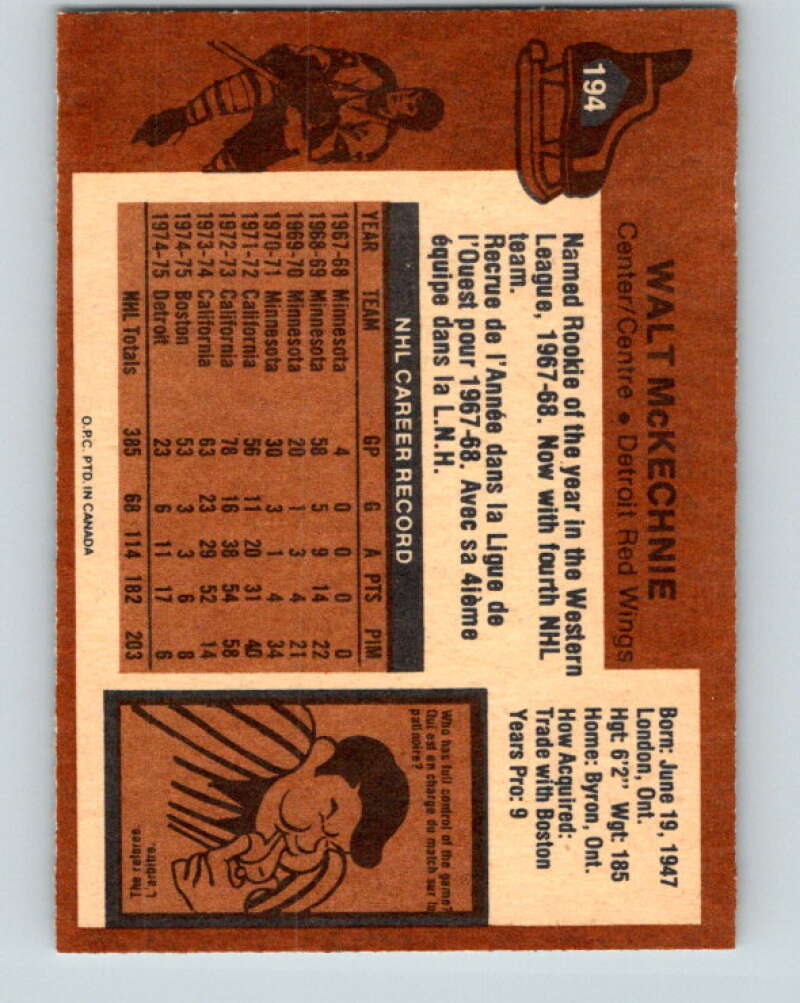 194
WALT McKECHNIE
Center/Centre • Detroit Red Wings
Born: June 19, 1947
London, Ont.
Hgt: 6'2" Wgt: 185
Home: Byron, Ont.
How Acquired:
Trade with Boston
Years Pro: 9
Named Rookie of the year in the Western
League, 1967-68. Now with fourth NHL
team.
Recrue de l'Année dans la Ligue de
l'Ouest pour 1967-68. Avec sa 4ième
équipe dans la L.N.H.
NHL CAREER RECORD
YEAR TEAM GP G A PTS PIM
1967-68 Minnesota 4 0 0 0 0
1968-69 Minnesota 58 5 9 14 22
1969-70 Minnesota 20 1 3 4 21
1970-71 Minnesota 30 3 1 4 34
1971-72 California 56 11 20 31 40
1972-73 California 78 16 38 54 58
1973-74 California 63 23 29 52 14
1974-75 Boston 53 3 3 6 8
1974-75 Detroit 23 6 11 17 6
NHL Totals 385 68 114 182 203
Who has full control of the game?
Qui est en charge du match sur la
patinoire?
L'arbitre.
The referee.
O.P.C. PTD. IN CANADA